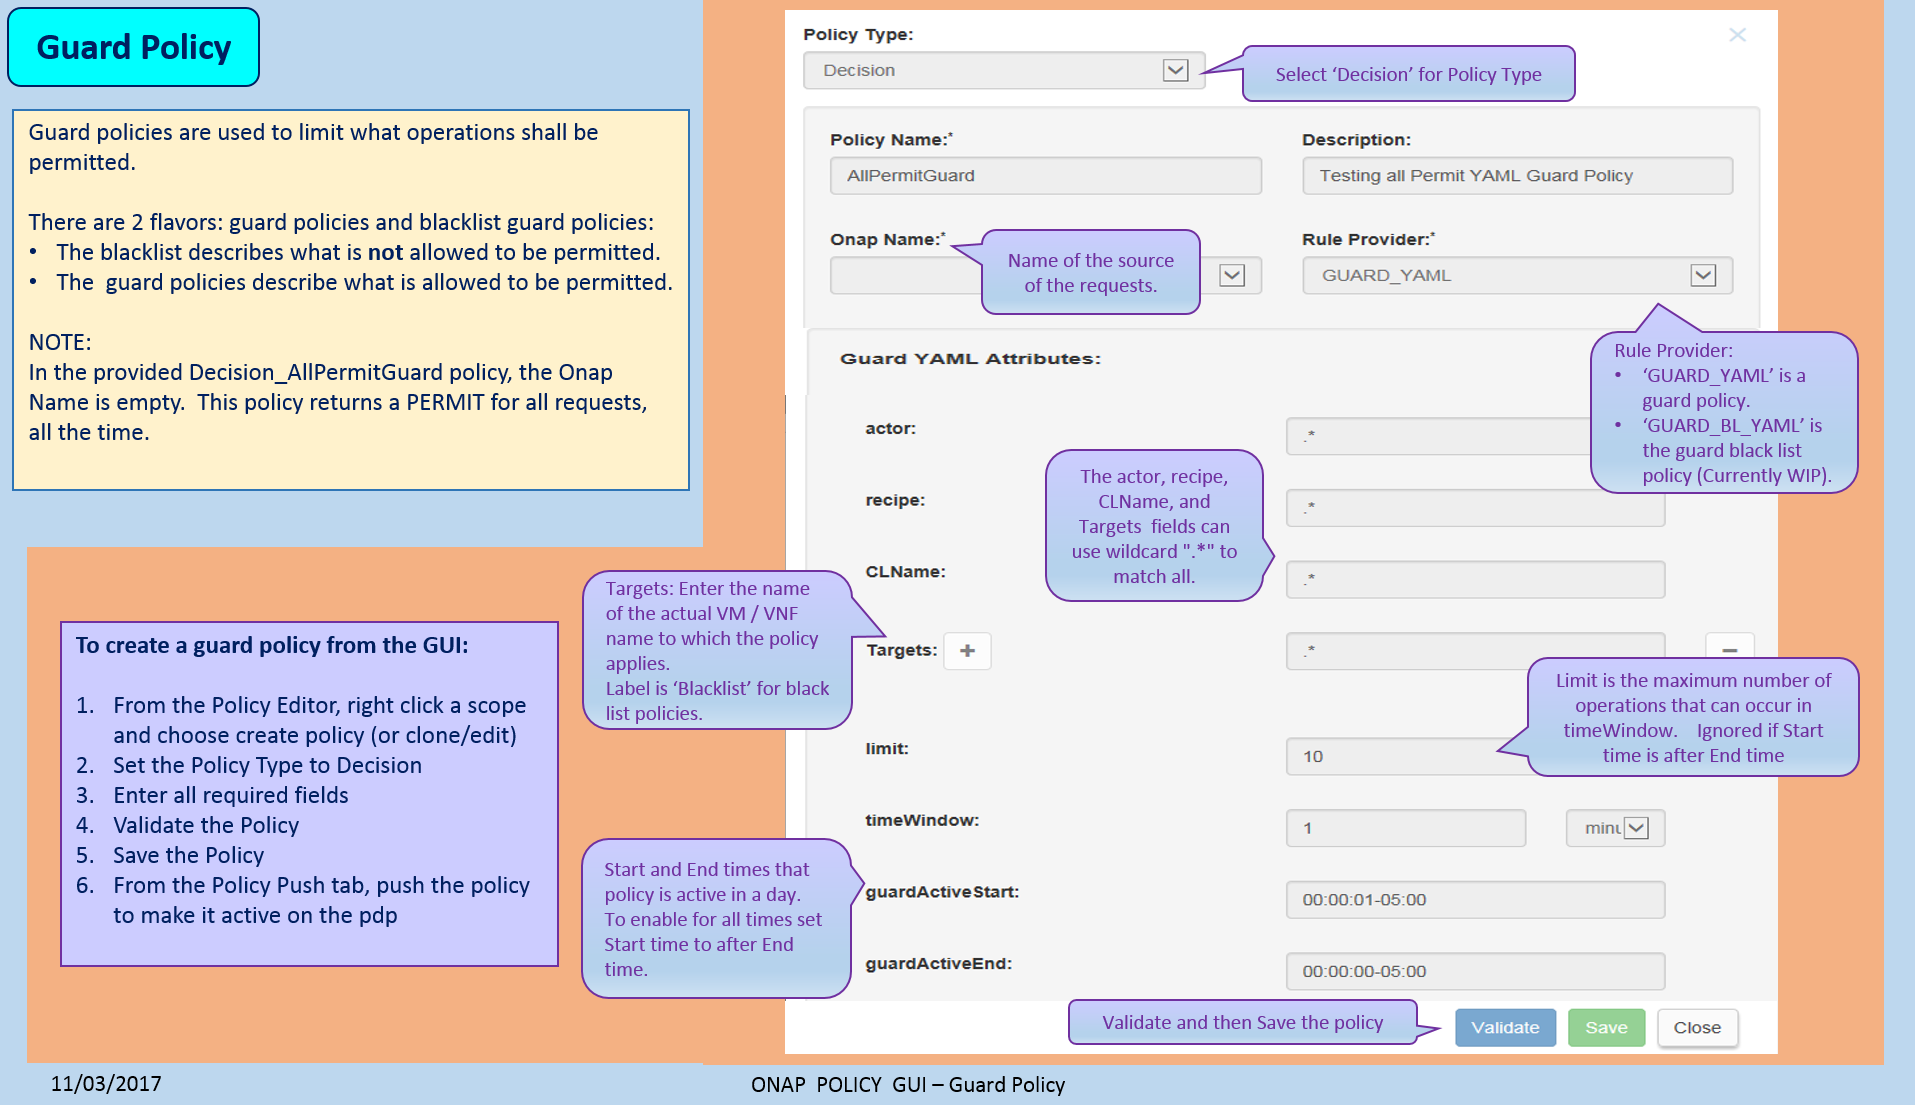 Guard Policy
Guard policies are used to limit what operations shall be
permitted.
There are 2 flavors: guard policies and blacklist guard policies:
• The blacklist describes what is not allowed to be permitted.
• The guard policies describe what is allowed to be permitted.
NOTE:
In the provided Decision_AllPermitGuard policy, the Onap
Name is empty. This policy returns a PERMIT for all requests,
all the time.
To create a guard policy from the GUI:
1. From the Policy Editor, right click a scope
and choose create policy (or clone/edit)
2. Set the Policy Type to Decision
3. Enter all required fields
4. Validate the Policy
5. Save the Policy
6. From the Policy Push tab, push the policy
to make it active on the pdp
Policy Type:
Decision
Select ‘Decision’ for Policy Type
Policy Name:*
AllPermitGuard
Description:
Testing all Permit YAML Guard Policy
Onap Name:*
Name of the source
of the requests.
Rule Provider:*
GUARD_YAML
Rule Provider:
• ‘GUARD_YAML’ is a
guard policy.
• ‘GUARD_BL_YAML’ is
the guard black list
policy (Currently WIP).
Guard YAML Attributes:
actor:
.*
recipe:
.*
The actor, recipe,
CLName, and
Targets fields can
use wildcard ".*" to
match all.
CLName:
.*
Targets: Enter the name
of the actual VM / VNF
name to which the policy
applies.
Label is ‘Blacklist’ for black
list policies.
Targets: +
.*
−
Limit is the maximum number of
operations that can occur in
timeWindow. Ignored if Start
time is after End time
limit:
10
timeWindow:
1
minu
Start and End times that
policy is active in a day.
To enable for all times set
Start time to after End
time.
guardActiveStart:
00:00:01-05:00
guardActiveEnd:
00:00:00-05:00
Validate and then Save the policy
Validate
Save
Close
11/03/2017
ONAP POLICY GUI – Guard Policy